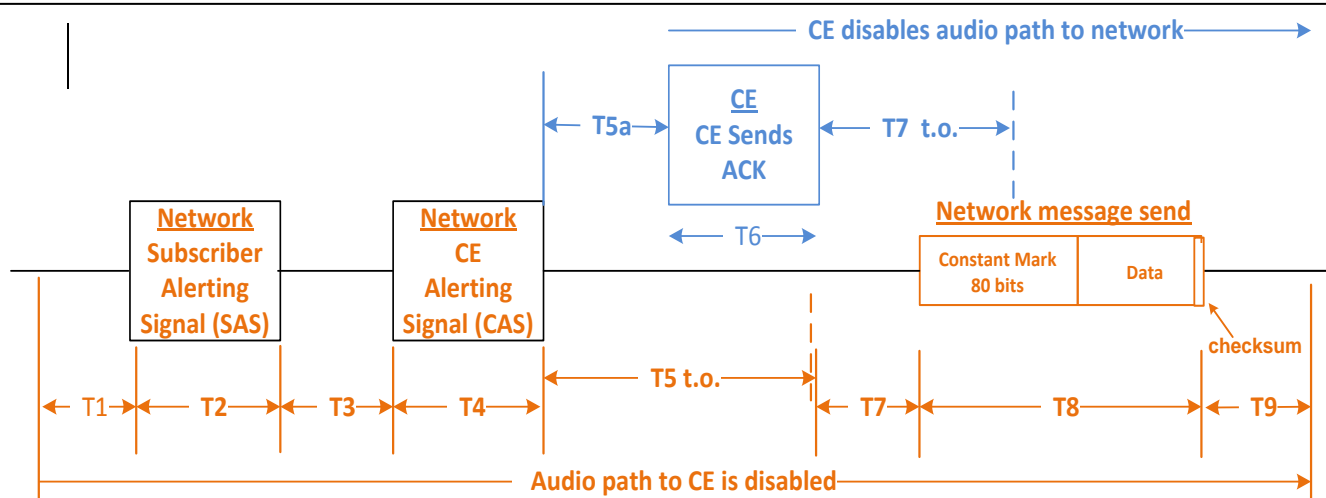 CE disables audio path to network
CE
CE Sends
ACK
T5a
T7 t.o.
T6
Network
Subscriber
Alerting
Signal (SAS)
Network
CE
Alerting
Signal (CAS)
Network message send
Constant Mark
80 bits
Data
checksum
T5 t.o.
T1
T2
T3
T4
T7
T8
T9
Audio path to CE is disabled